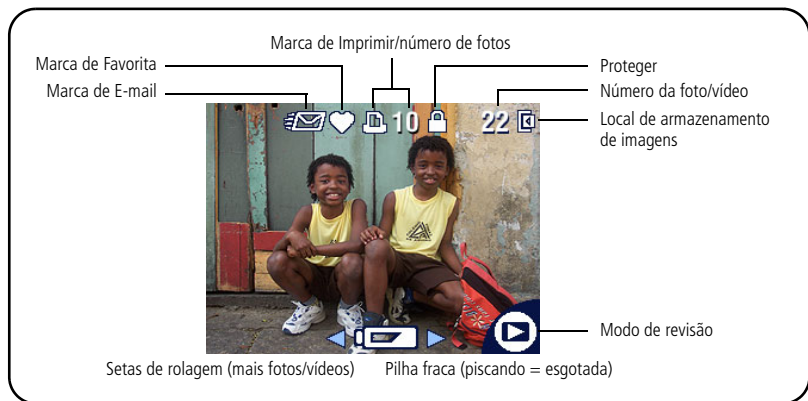 Marca de Imprimir/número de fotos
Marca de Favorita
Marca de E-mail
Proteger
Número da foto/vídeo
Local de armazenamento
de imagens
10
22
Modo de revisão
Setas de rolagem (mais fotos/vídeos)
Pilha fraca (piscando = esgotada)